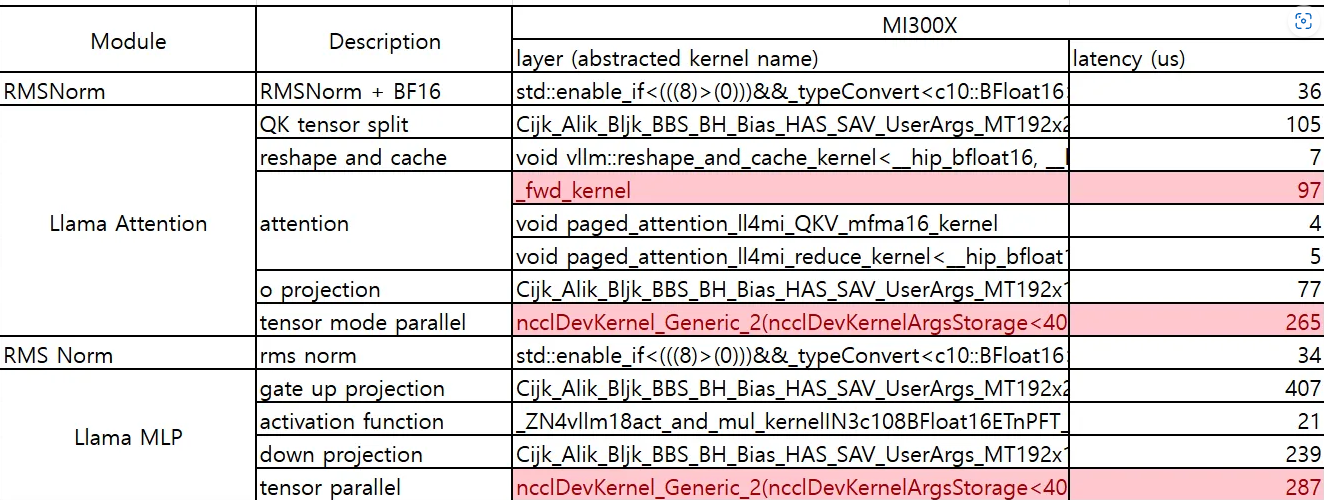 Module Description MI300X
layer (abstracted kernel name) latency (us)
RMSNorm RMSNorm + BF16 std::enable_if<(((8)>(0)))&&_typeConvert<c10::BFloat16: 36
Llama Attention QK tensor split Cijk_Alik_Bljk_BBS_BH_Bias_HAS_SAV_UserArgs_MT192x2 105
reshape and cache void vllm::reshape_and_cache_kernel<__hip_bfloat16, __l 7
attention _fwd_kernel 97
void paged_attention_ll4mi_QKV_mfma16_kernel 4
void paged_attention_ll4mi_reduce_kernel<__hip_bfloat1 5
o projection Cijk_Alik_Bljk_BBS_BH_Bias_HAS_SAV_UserArgs_MT192x1 77
tensor mode parallel ncclDevKernel_Generic_2(ncclDevKernelArgsStorage<40 265
RMS Norm rms norm std::enable_if<(((8)>(0)))&&_typeConvert<c10::BFloat16: 34
Llama MLP gate up projection Cijk_Alik_Bljk_BBS_BH_Bias_HAS_SAV_UserArgs_MT192x2 407
activation function _ZN4vllm18act_and_mul_kernelIN3c108BFloat16ETnPFT_ 21
down projection Cijk_Alik_Bljk_BBS_BH_Bias_HAS_SAV_UserArgs_MT192x1 239
tensor parallel ncclDevKernel_Generic_2(ncclDevKernelArgsStorage<40 287